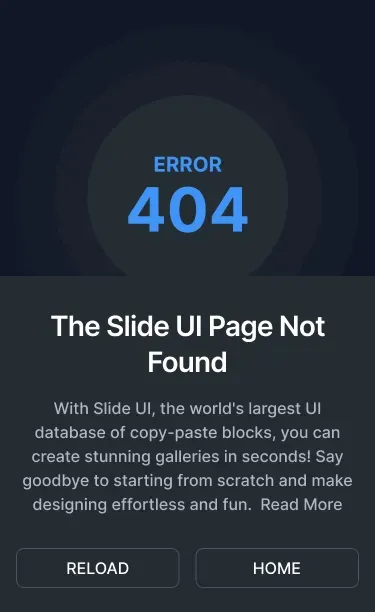 ERROR
404
The Slide UI Page Not
Found
With Slide UI, the world's largest UI
database of copy-paste blocks, you can
create stunning galleries in seconds! Say
goodbye to starting from scratch and make
designing effortless and fun. Read More
RELOAD
HOME